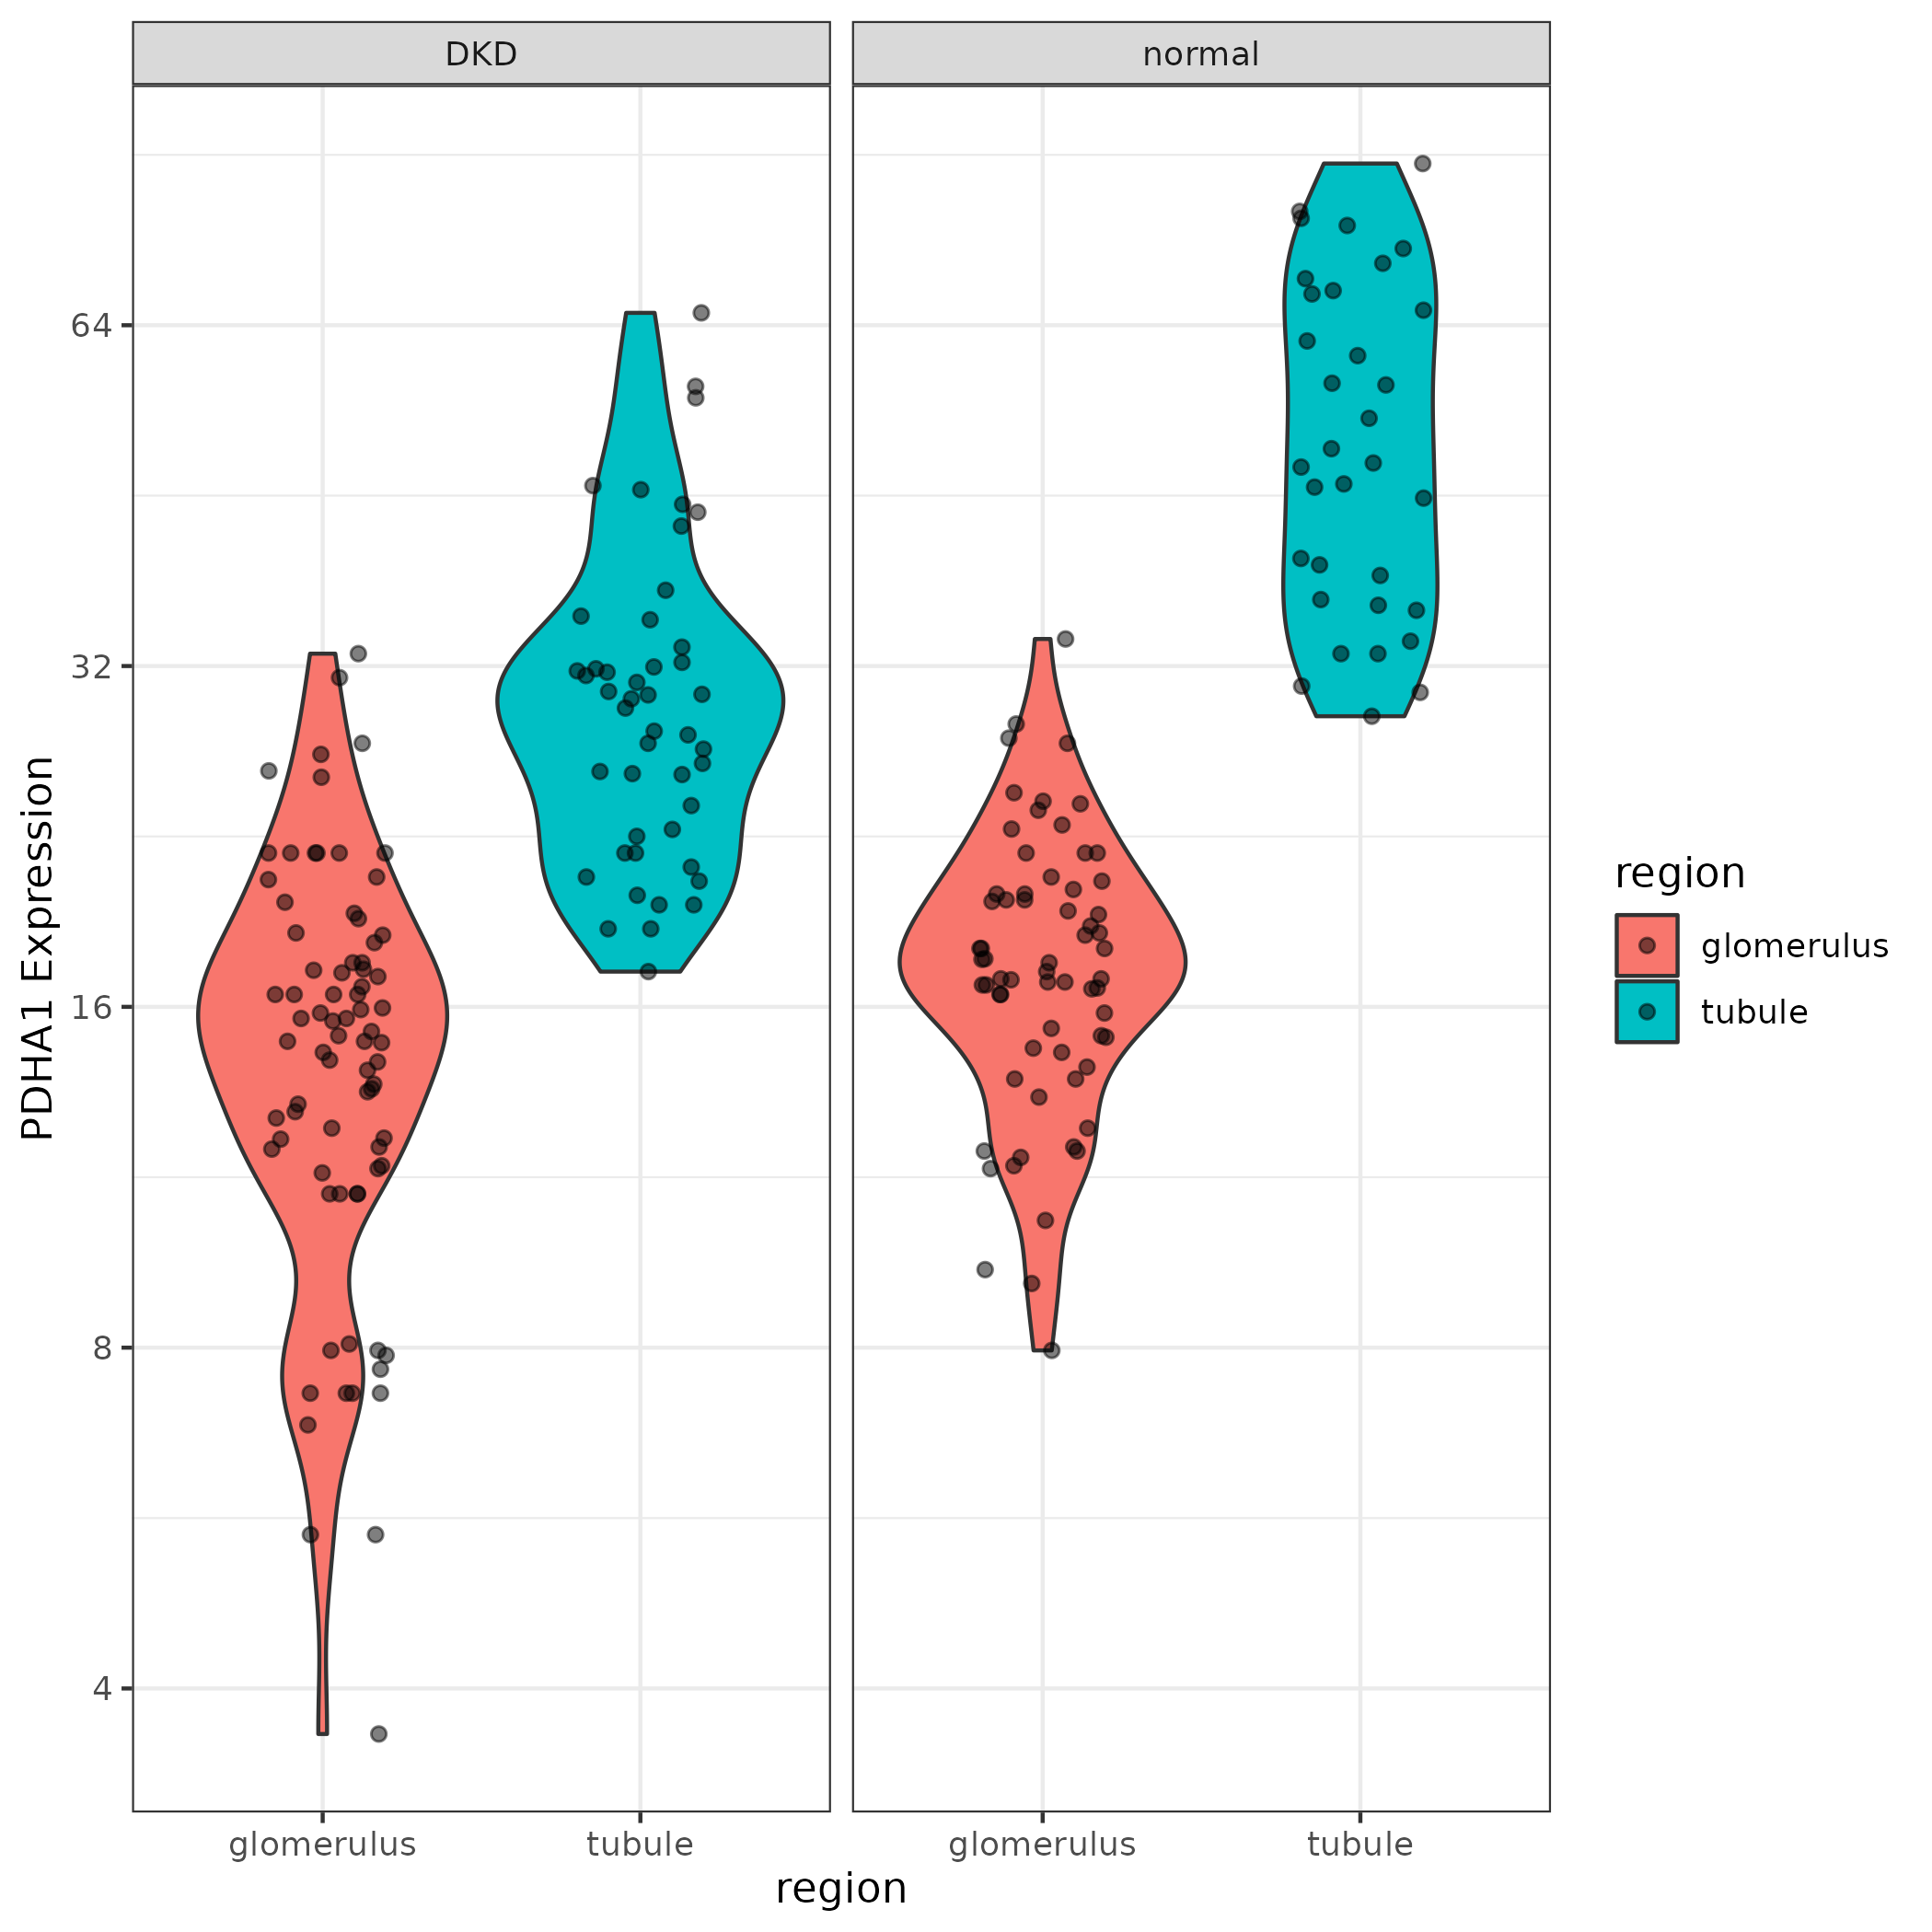 DKD
normal
PDHA1 Expression
64
32
16
8
4
glomerulus
tubule
glomerulus
tubule
region
region
glomerulus
tubule